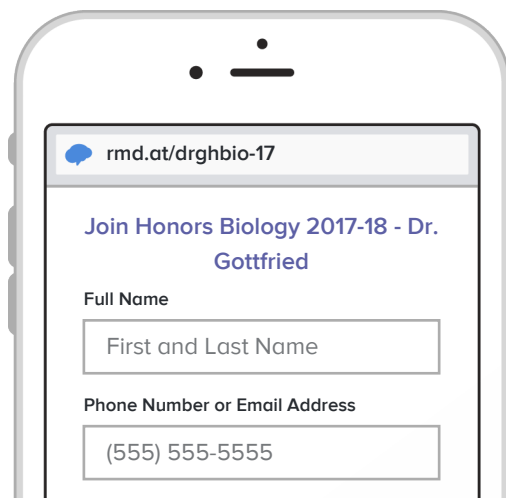 rmd.at/drghbio-17
Join Honors Biology 2017-18 - Dr.
Gottfried
Full Name
First and Last Name
Phone Number or Email Address
(555) 555-5555